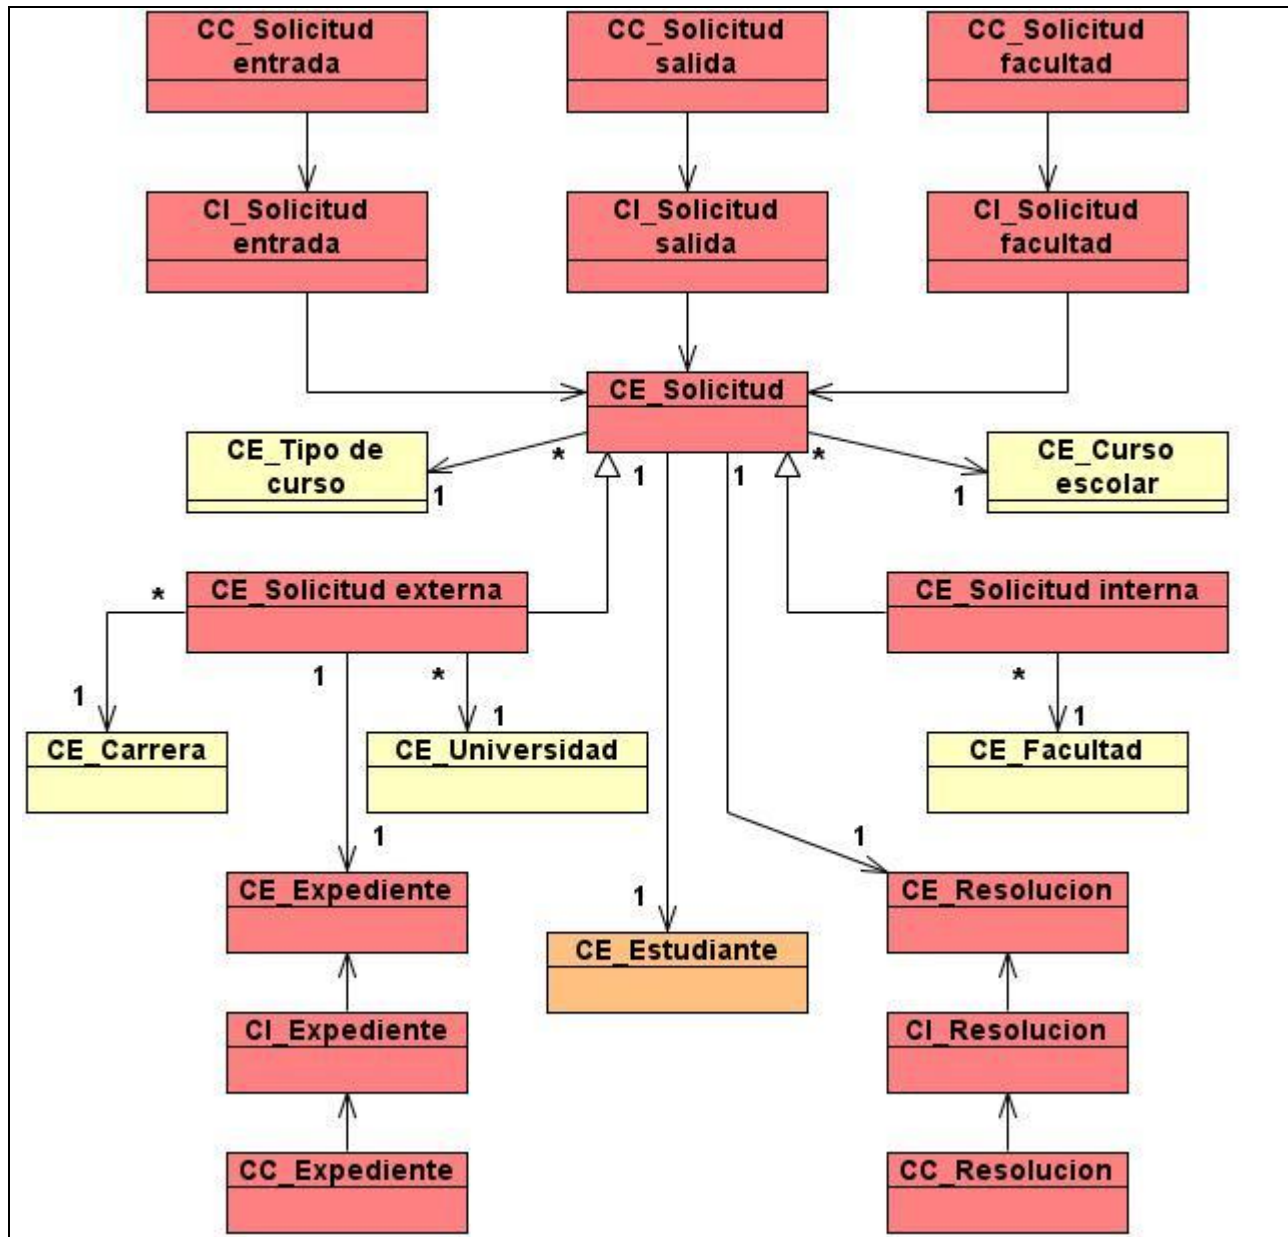 CC_Solicitud
entrada
CC_Solicitud
salida
CC_Solicitud
facultad
CI_Solicitud
entrada
CI_Solicitud
salida
CI_Solicitud
facultad
CE_Solicitud
CE_Tipo de
curso
*
1
1
1
*
1
CE_Curso
escolar
CE_Solicitud externa
CE_Solicitud interna
*
1
*
*
1
1
1
CE_Carrera
CE_Universidad
CE_Facultad
1
1
CE_Expediente
1
CE_Resolucion
CE_Estudiante
CI_Expediente
CI_Resolucion
CC_Expediente
CC_Resolucion